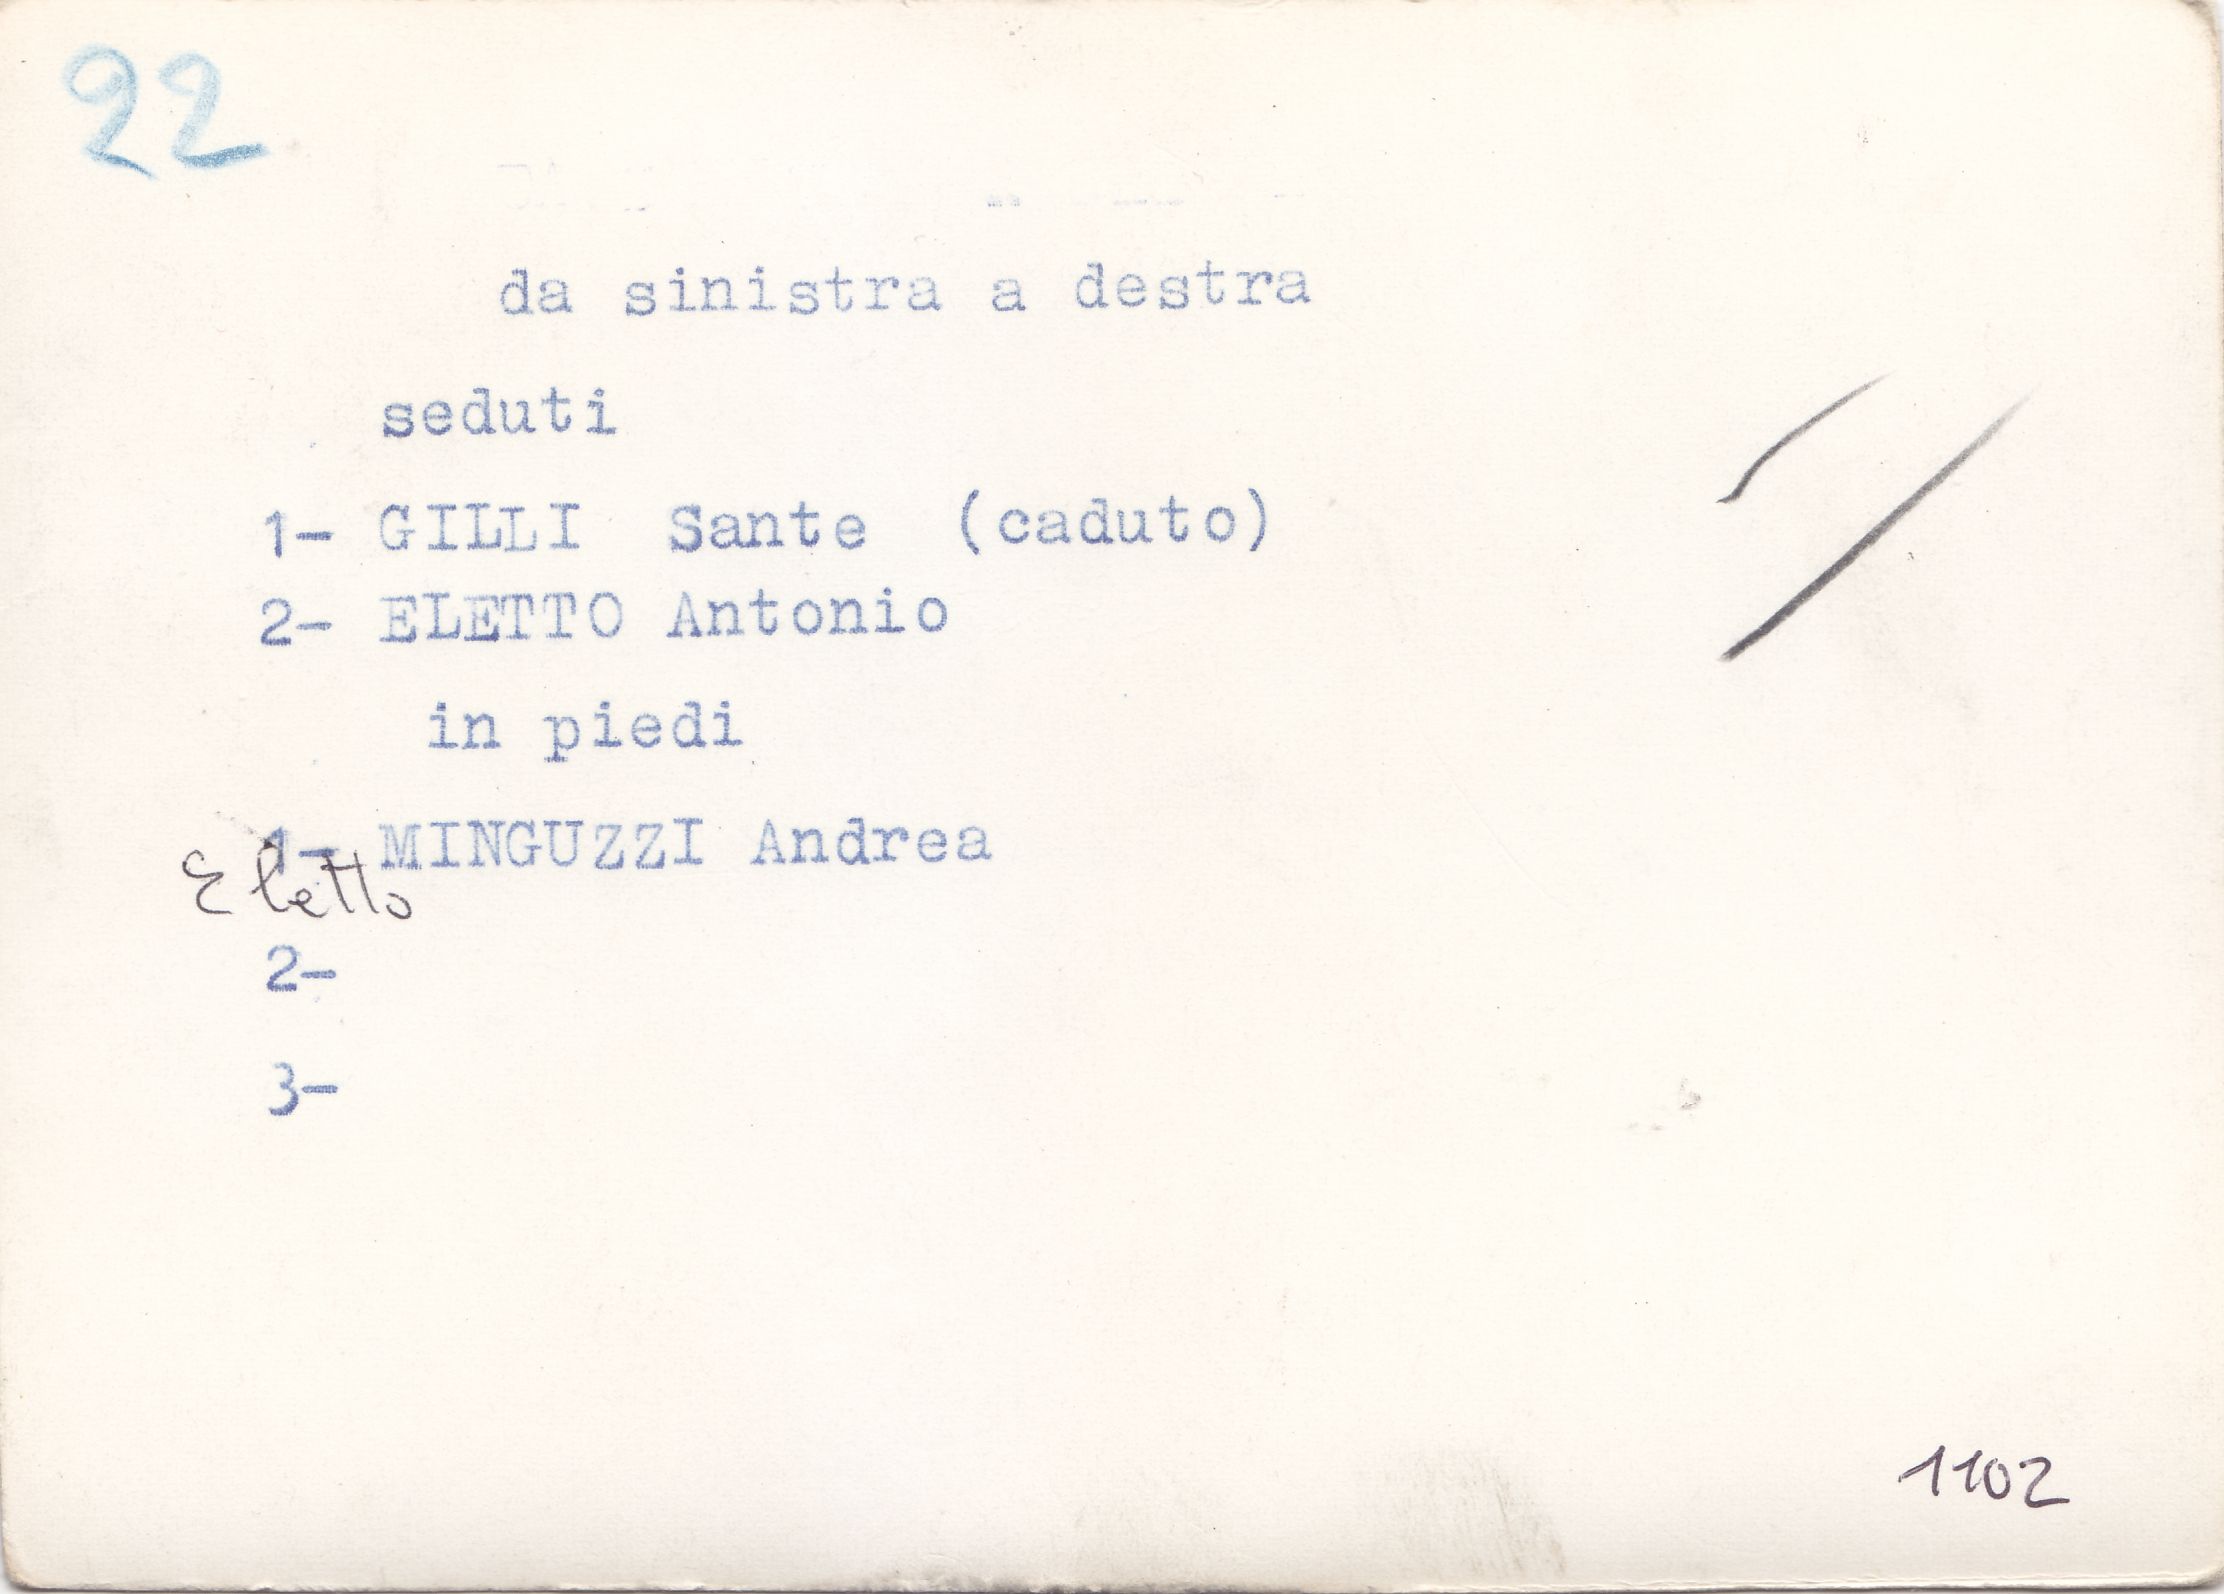 22
da sinistra a destra
seduti
1- GILLI Sante (caduto)
2- ELETTO Antonio
in piedi
1- MINGUZZI Andrea
Eletto
2-
3-
1102